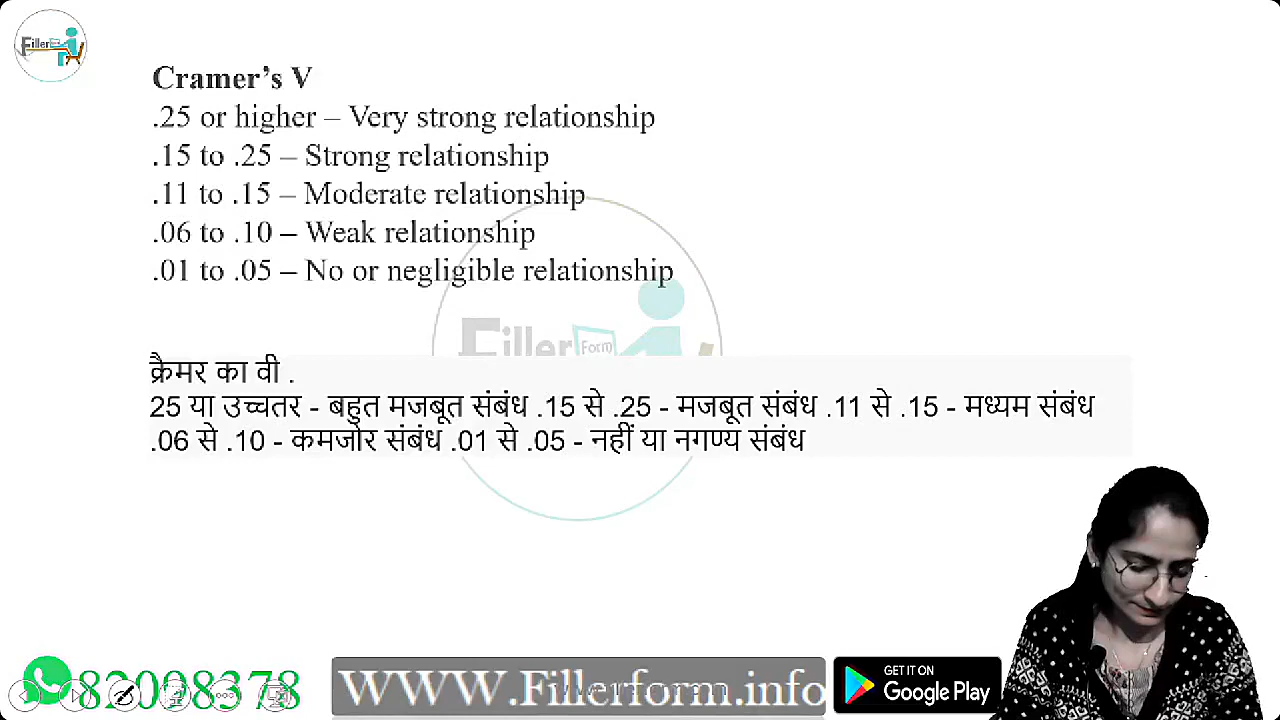 Filler
Cramer's V
.25 or higher – Very strong relationship
.15 to .25 – Strong relationship
.11 to .15 – Moderate relationship
.06 to .10 – Weak relationship
.01 to .05 – No or negligible relationship
Filler Form
क्रैमर का वी .
25 या उच्चतर - बहुत मजबूत संबंध .15 से .25 - मजबूत संबंध .11 से .15 - मध्यम संबंध
.06 से .10 - कमजोर संबंध .01 से .05 - नहीं या नगण्य संबंध
82098378 WWW.Fillerform.info GET IT ON
Google Play